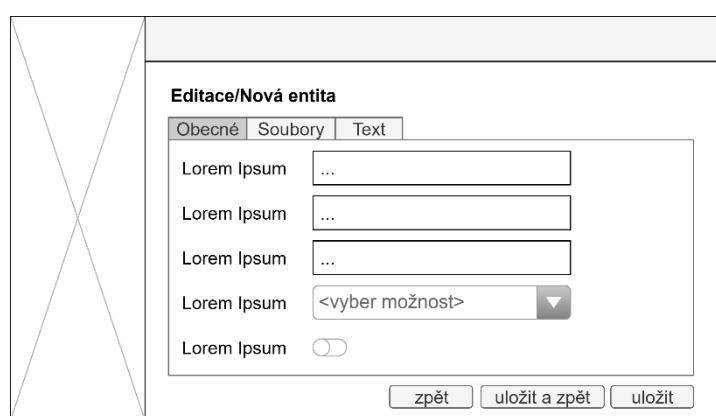 Editace/Nová entita
Obecné Soubory Text
Lorem Ipsum ...
Lorem Ipsum ...
Lorem Ipsum ...
Lorem Ipsum <vyber možnost>
Lorem Ipsum
zpět uložit a zpět uložit